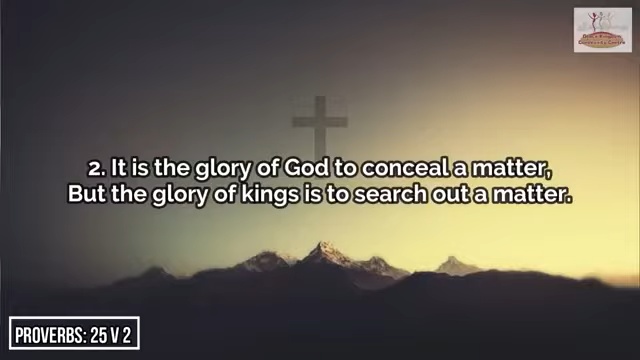 2. It is the glory of God to conceal a matter,
But the glory of kings is to search out a matter.
PROVERBS: 25 V 2